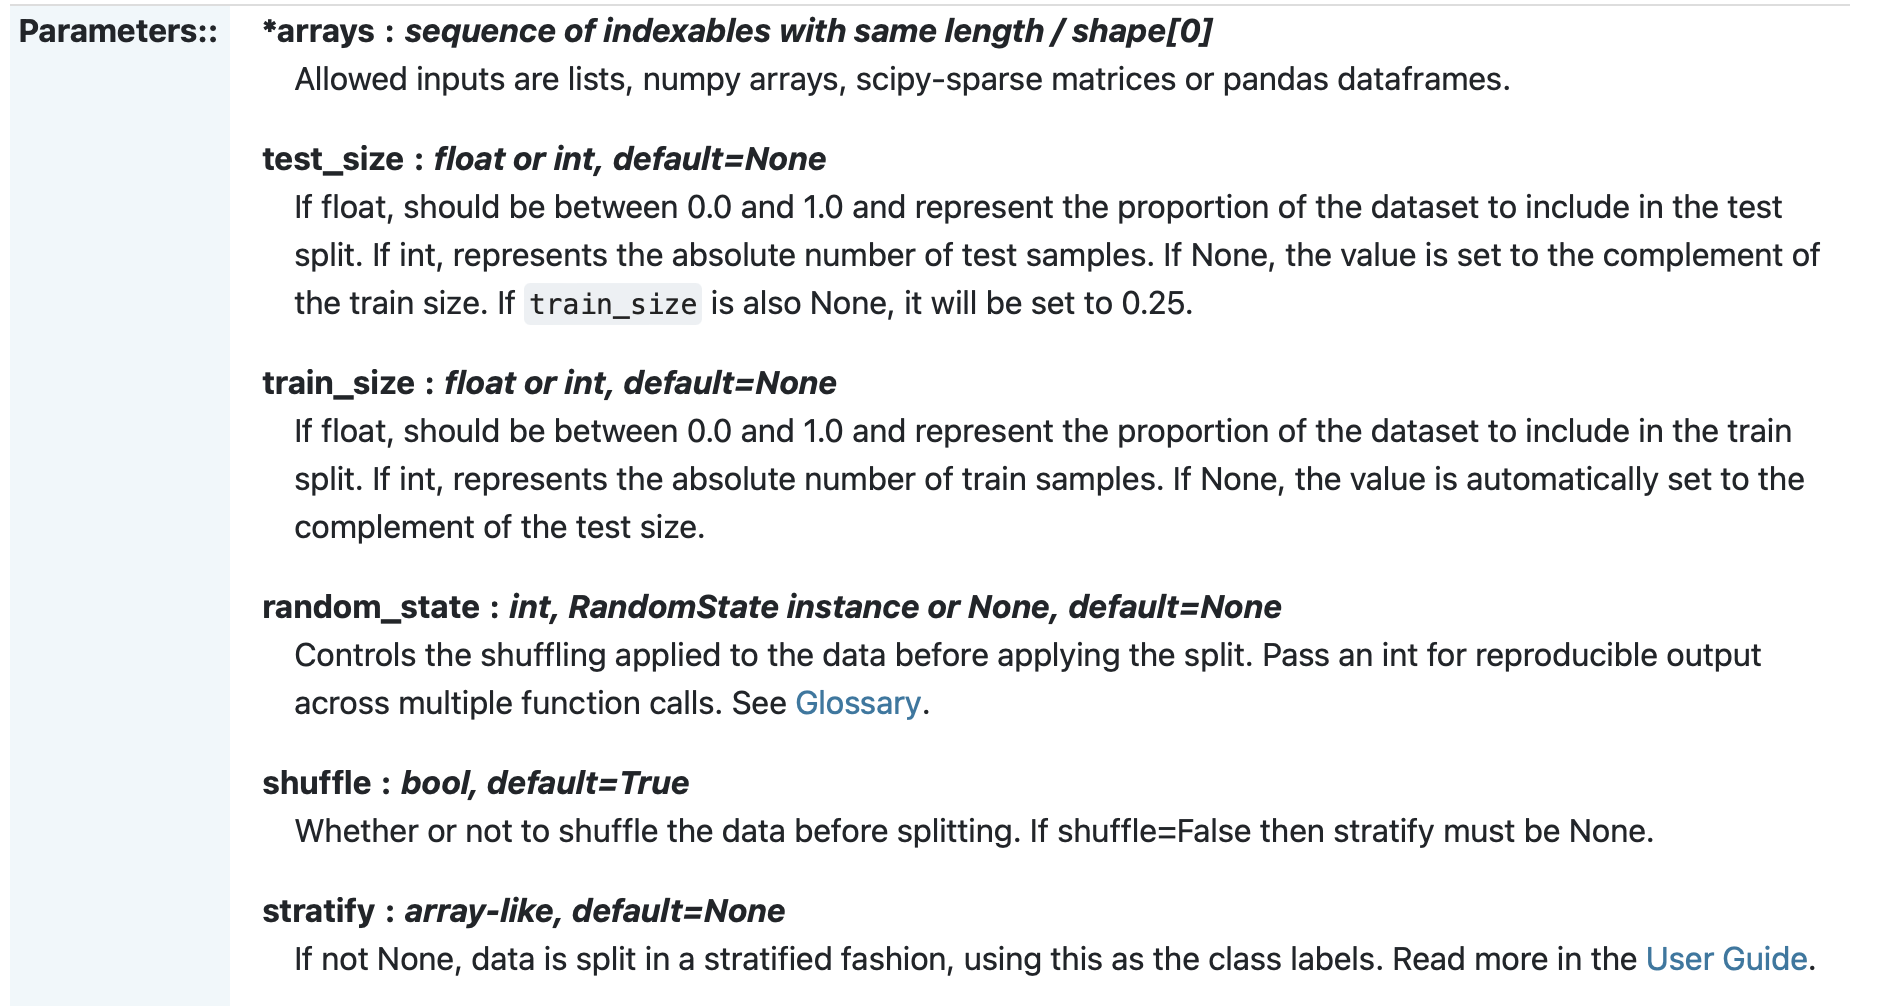 Parameters::
*arrays : sequence of indexables with same length / shape[0]
Allowed inputs are lists, numpy arrays, scipy-sparse matrices or pandas dataframes.
test_size : float or int, default=None
If float, should be between 0.0 and 1.0 and represent the proportion of the dataset to include in the test
split. If int, represents the absolute number of test samples. If None, the value is set to the complement of
the train size. If train_size is also None, it will be set to 0.25.
train_size : float or int, default=None
If float, should be between 0.0 and 1.0 and represent the proportion of the dataset to include in the train
split. If int, represents the absolute number of train samples. If None, the value is automatically set to the
complement of the test size.
random_state : int, RandomState instance or None, default=None
Controls the shuffling applied to the data before applying the split. Pass an int for reproducible output
across multiple function calls. See Glossary.
shuffle : bool, default=True
Whether or not to shuffle the data before splitting. If shuffle=False then stratify must be None.
stratify : array-like, default=None
If not None, data is split in a stratified fashion, using this as the class labels. Read more in the User Guide.